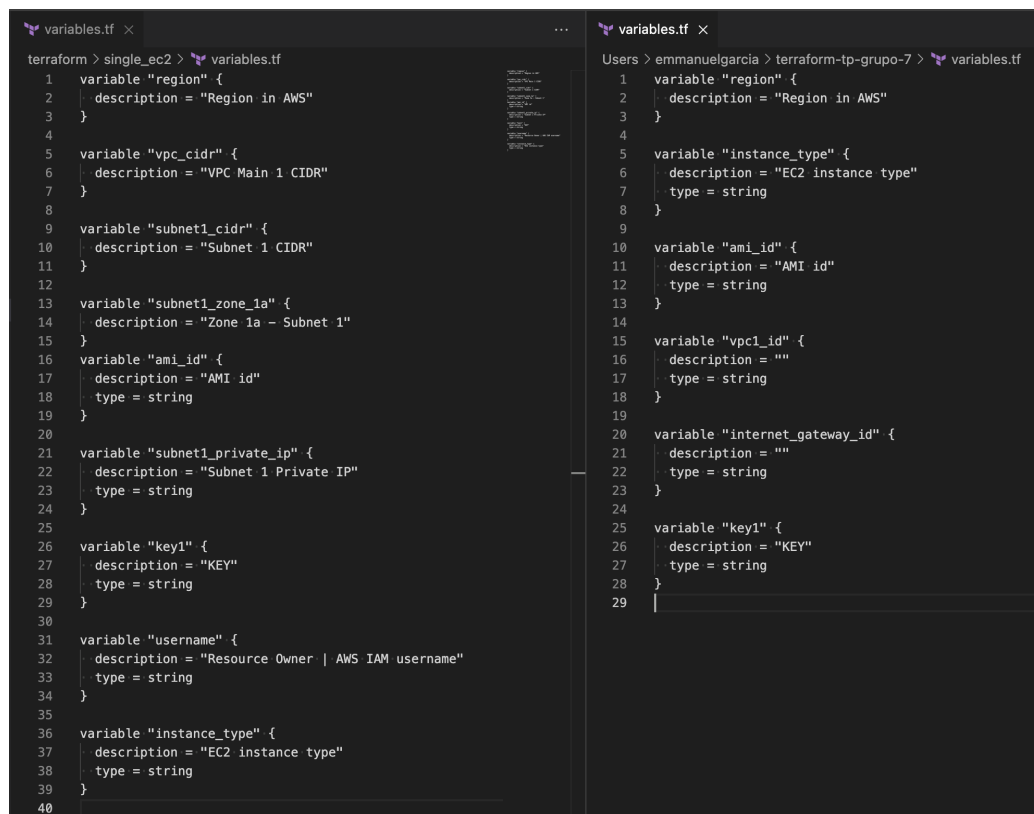 variables.tf
terraform > single_ec2 > variables.tf
1 variable "region" {
2   description = "Region in AWS"
3 }
4
5 variable "vpc_cidr" {
6   description = "VPC Main 1 CIDR"
7 }
8
9 variable "subnet1_cidr" {
10   description = "Subnet 1 CIDR"
11 }
12
13 variable "subnet1_zone_1a" {
14   description = "Zone 1a – Subnet 1"
15 }
16 variable "ami_id" {
17   description = "AMI id"
18   type = string
19 }
20
21 variable "subnet1_private_ip" {
22   description = "Subnet 1 Private IP"
23   type = string
24 }
25
26 variable "key1" {
27   description = "KEY"
28   type = string
29 }
30
31 variable "username" {
32   description = "Resource Owner | AWS IAM username"
33   type = string
34 }
35
36 variable "instance_type" {
37   description = "EC2 instance type"
38   type = string
39 }
40
variables.tf
Users > emmanuelgarcia > terraform-tp-grupo-7 > variables.tf
1 variable "region" {
2   description = "Region in AWS"
3 }
4
5 variable "instance_type" {
6   description = "EC2 instance type"
7   type = string
8 }
9
10 variable "ami_id" {
11   description = "AMI id"
12   type = string
13 }
14
15 variable "vpc1_id" {
16   description = ""
17   type = string
18 }
19
20 variable "internet_gateway_id" {
21   description = ""
22   type = string
23 }
24
25 variable "key1" {
26   description = "KEY"
27   type = string
28 }
29